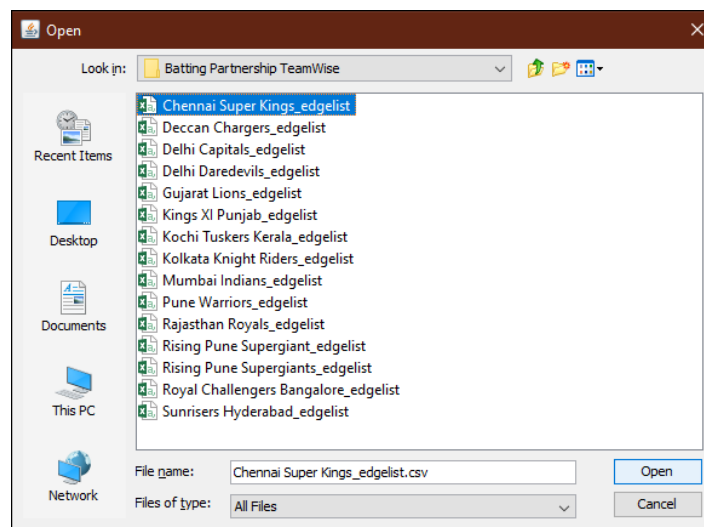 Open
Look in: Batting Partnership TeamWise
Recent Items
Desktop
Documents
This PC
Network
Chennai Super Kings_edgelist
Deccan Chargers_edgelist
Delhi Capitals_edgelist
Delhi Daredevils_edgelist
Gujarat Lions_edgelist
Kings XI Punjab_edgelist
Kochi Tuskers Kerala_edgelist
Kolkata Knight Riders_edgelist
Mumbai Indians_edgelist
Pune Warriors_edgelist
Rajasthan Royals_edgelist
Rising Pune Supergiant_edgelist
Rising Pune Supergiants_edgelist
Royal Challengers Bangalore_edgelist
Sunrisers Hyderabad_edgelist
File name: Chennai Super Kings_edgelist.csv Open
Files of type: All Files Cancel